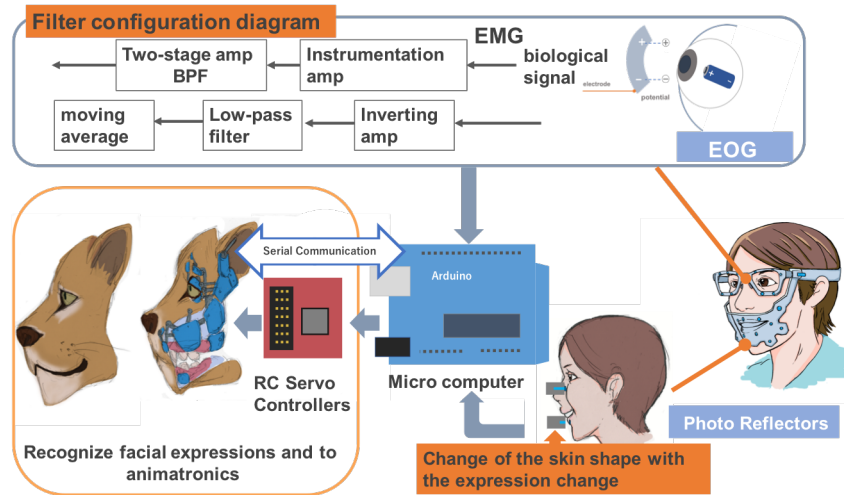 Filter configuration diagram
EMG
Two-stage amp
BPF
Instrumentation
amp
biological
signal
electrode
potential
+
+
−
−
+
-
moving
average
Low-pass
filter
Inverting
amp
EOG
Serial Communication
Arduino
RC Servo
Controllers
Micro computer
Photo Reflectors
Recognize facial expressions and to
animatronics
Change of the skin shape with
the expression change